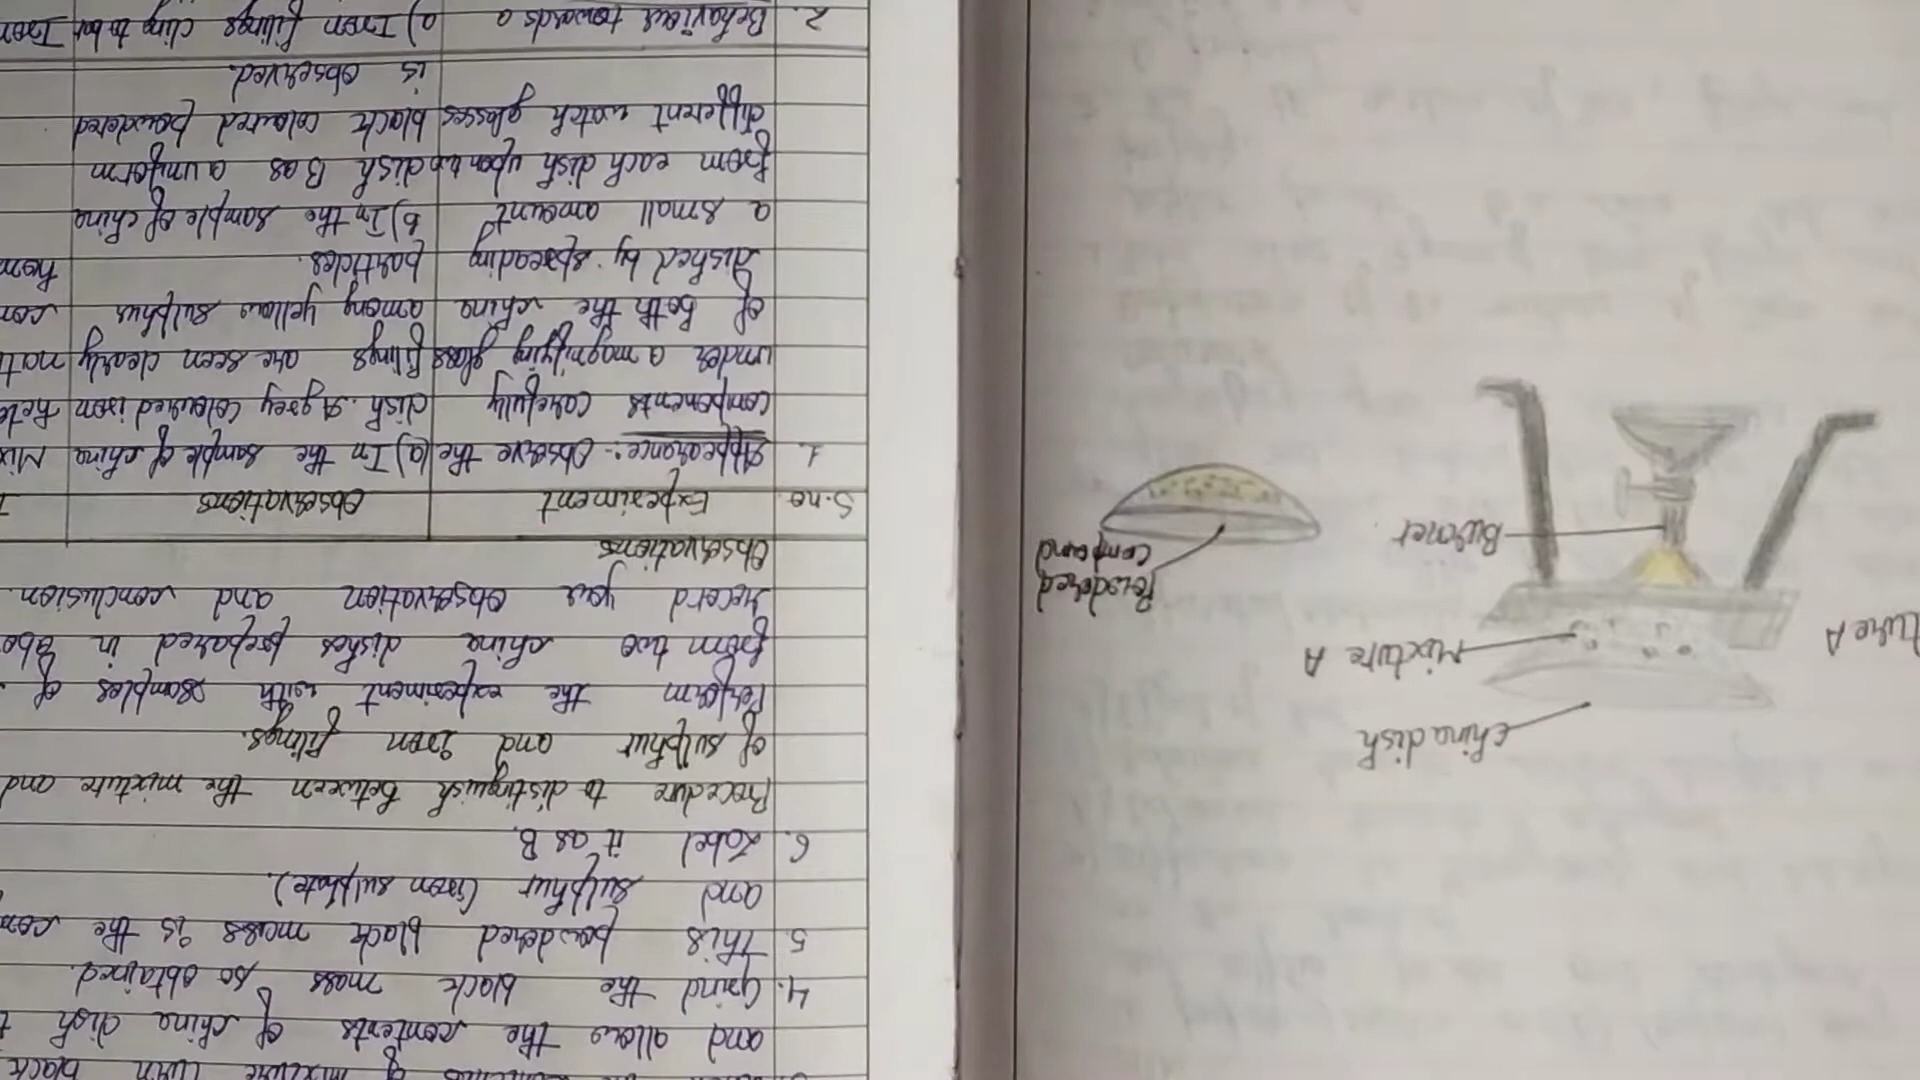 China dish
Mixture A
Burner
Powdered
compound
and allow the contents of china dish
4. Grind the black mass so obtained.
5. This powdered black mass is the
and sulphur (iron sulphate).
6. Label it as B.
Procedure to distinguish between the mixture and
of sulphur and iron filings.
Perform the experiment with samples of
from two china dishes prepared in
record your observation and conclusion.
Observations
S.no. Experiment Observations
1. Appearance:- Observe the a) In the sample of china
components carefully dish. A grey coloured iron
under a magnifying glass filings are seen clearly
of both the china among yellow sulphur
dished by spreading particles.
a small amount b) In the sample of china
from each dish upon dish B as a uniform
different watch glasses black coloured powdered
is observed.
2. Behaviour towards a a) Iron filings cling to